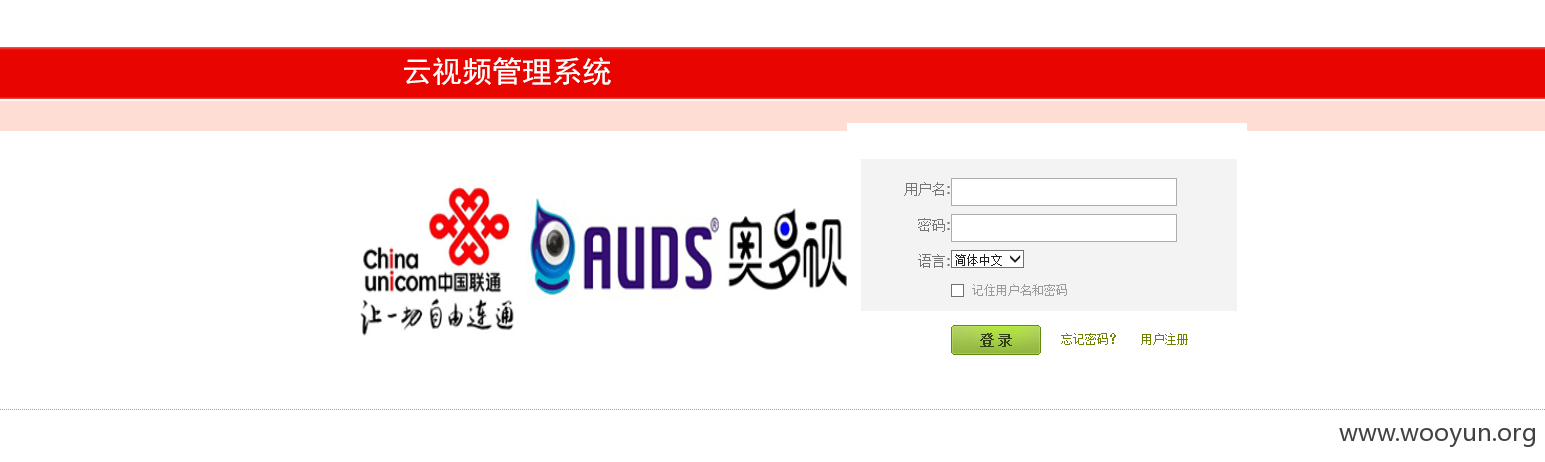 云视频管理系统
China
unicom中国联通
让一切自由连通
AUDS® 奥多视
用户名:
密码:
语言: 简体中文
记住用户名和密码
登 录 忘记密码? 用户注册
www.wooyun.org